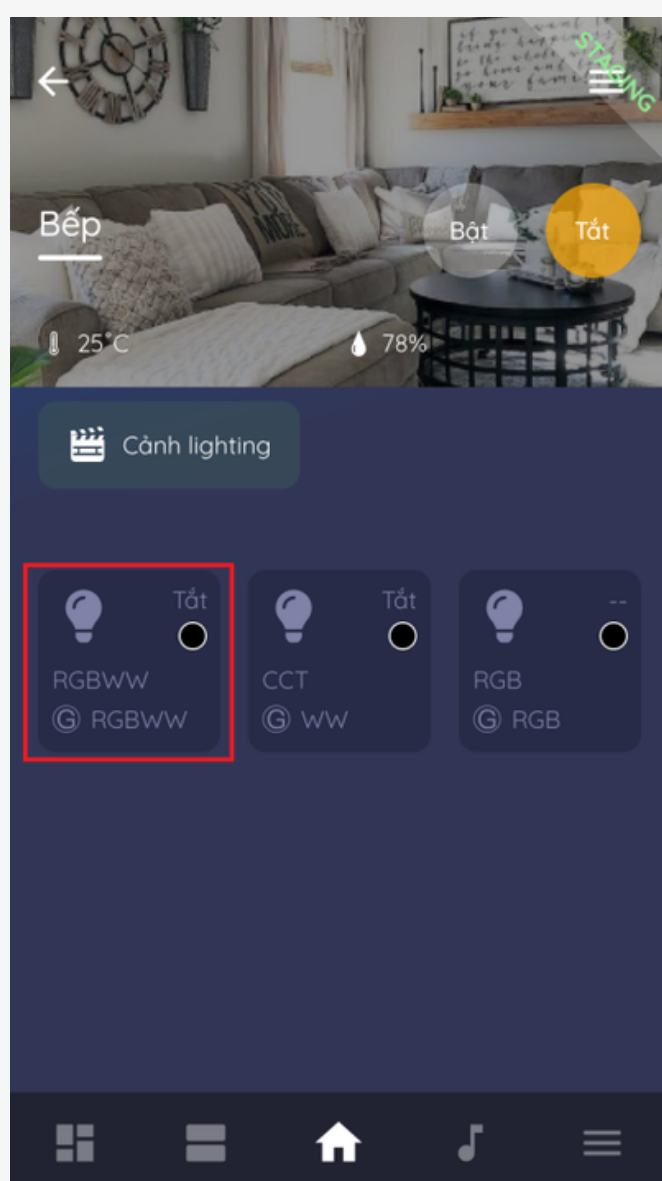 STAGING
Bếp
Bật
Tắt
25°C
78%
Cảnh lighting
Tắt
RGBWW
G RGBWW
Tắt
CCT
G WW
--
RGB
G RGB